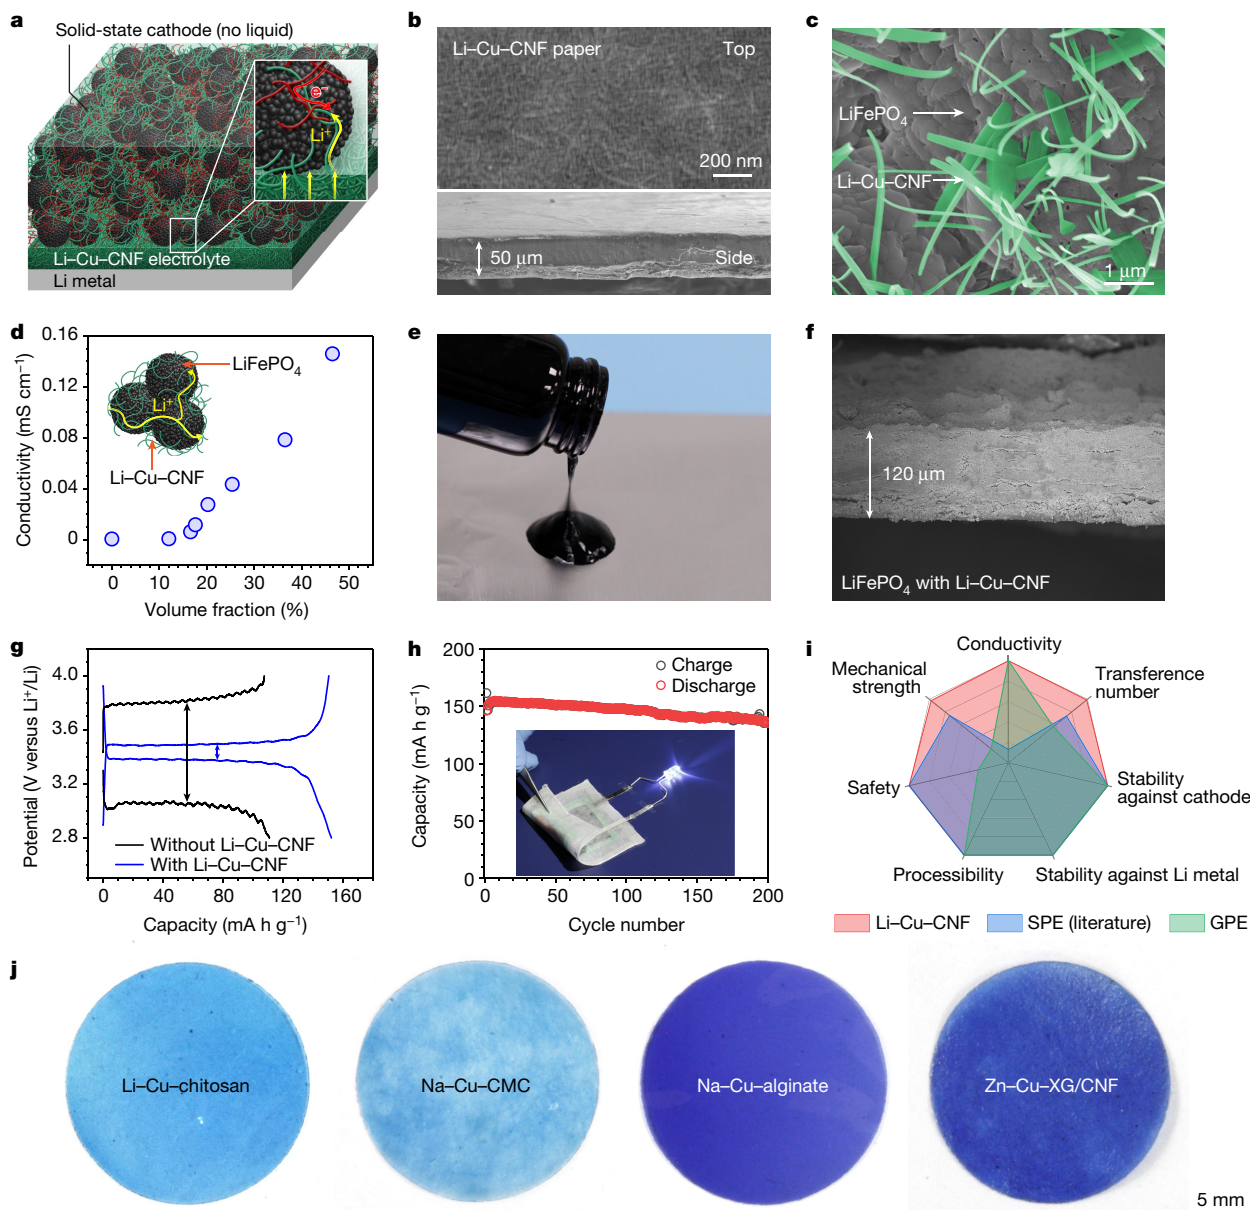 a
Solid-state cathode (no liquid)
e⁻
Li⁺
Li–Cu–CNF electrolyte
Li metal
b
Li–Cu–CNF paper
Top
200 nm
50 μm
Side
c
LiFePO₄
Li–Cu–CNF
1 μm
d
0.16
0.12
0.08
0.04
0
Conductivity (mS cm⁻¹)
LiFePO₄
Li⁺
Li–Cu–CNF
0 10 20 30 40 50
Volume fraction (%)
e
f
120 μm
LiFePO₄ with Li–Cu–CNF
g
4.0
3.6
3.2
2.8
Potential (V versus Li⁺/Li)
Without Li–Cu–CNF
With Li–Cu–CNF
0 40 80 120 160
Capacity (mA h g⁻¹)
h
200
150
100
50
0
Capacity (mA h g⁻¹)
Charge
Discharge
0 50 100 150 200
Cycle number
i
Conductivity
Mechanical
strength
Transference
number
Safety
Stability
against cathode
Processibility
Stability against Li metal
Li–Cu–CNF
SPE (literature)
GPE
j
Li–Cu–chitosan
Na–Cu–CMC
Na–Cu–alginate
Zn–Cu–XG/CNF
5 mm